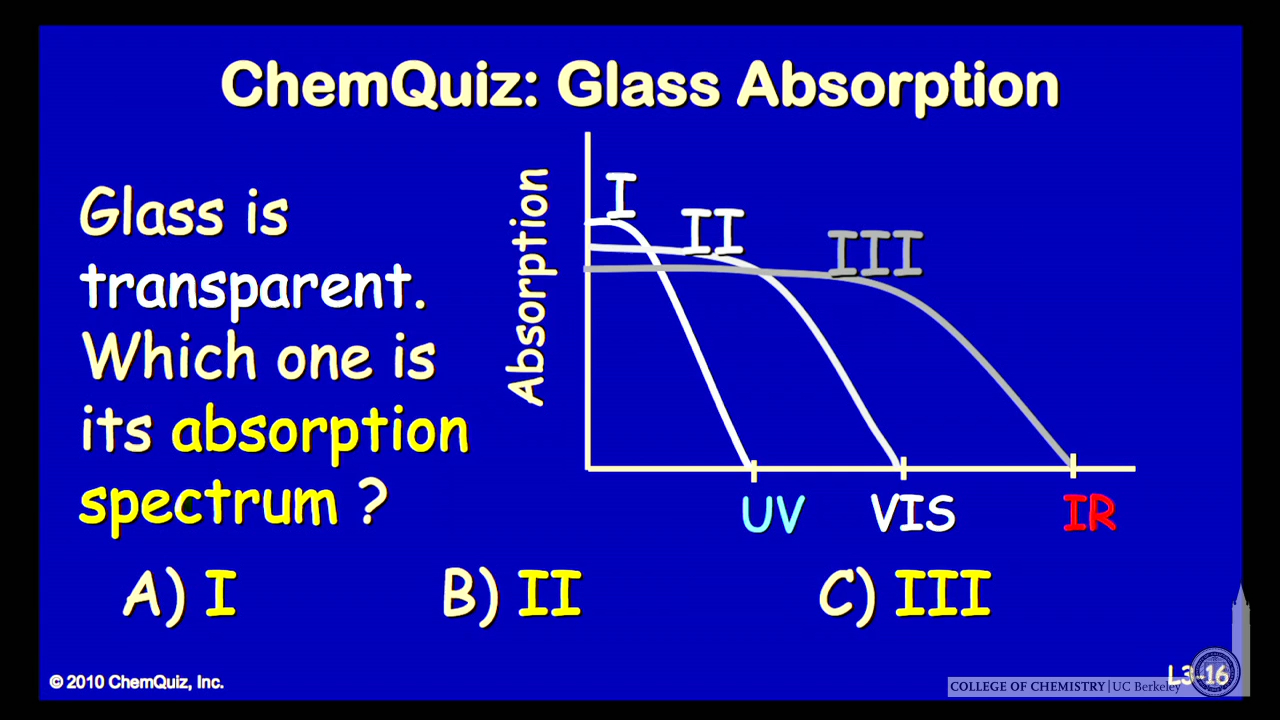 ChemQuiz: Glass Absorption
Glass is
transparent.
Which one is
its absorption
spectrum ?
Absorption
I
II
III
UV
VIS
IR
A) I
B) II
C) III
© 2010 ChemQuiz, Inc.
L3-16
COLLEGE OF CHEMISTRY | UC Berkeley